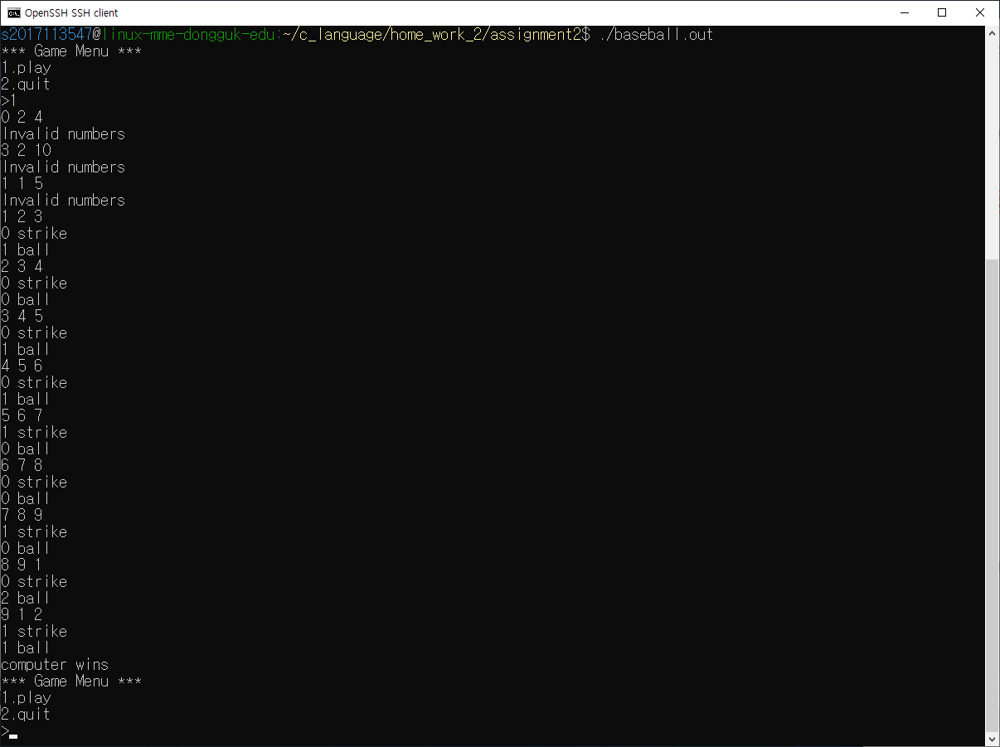 OpenSSH SSH client
s2017113547@linux-mme-dongguk-edu:~/c_language/home_work_2/assignment2$ ./baseball.out
*** Game Menu ***
1.play
2.quit
>1
0 2 4
Invalid numbers
3 2 10
Invalid numbers
1 1 5
Invalid numbers
1 2 3
0 strike
1 ball
2 3 4
0 strike
0 ball
3 4 5
0 strike
1 ball
4 5 6
0 strike
1 ball
5 6 7
1 strike
0 ball
6 7 8
0 strike
0 ball
7 8 9
1 strike
0 ball
8 9 1
0 strike
2 ball
9 1 2
1 strike
1 ball
computer wins
*** Game Menu ***
1.play
2.quit
>